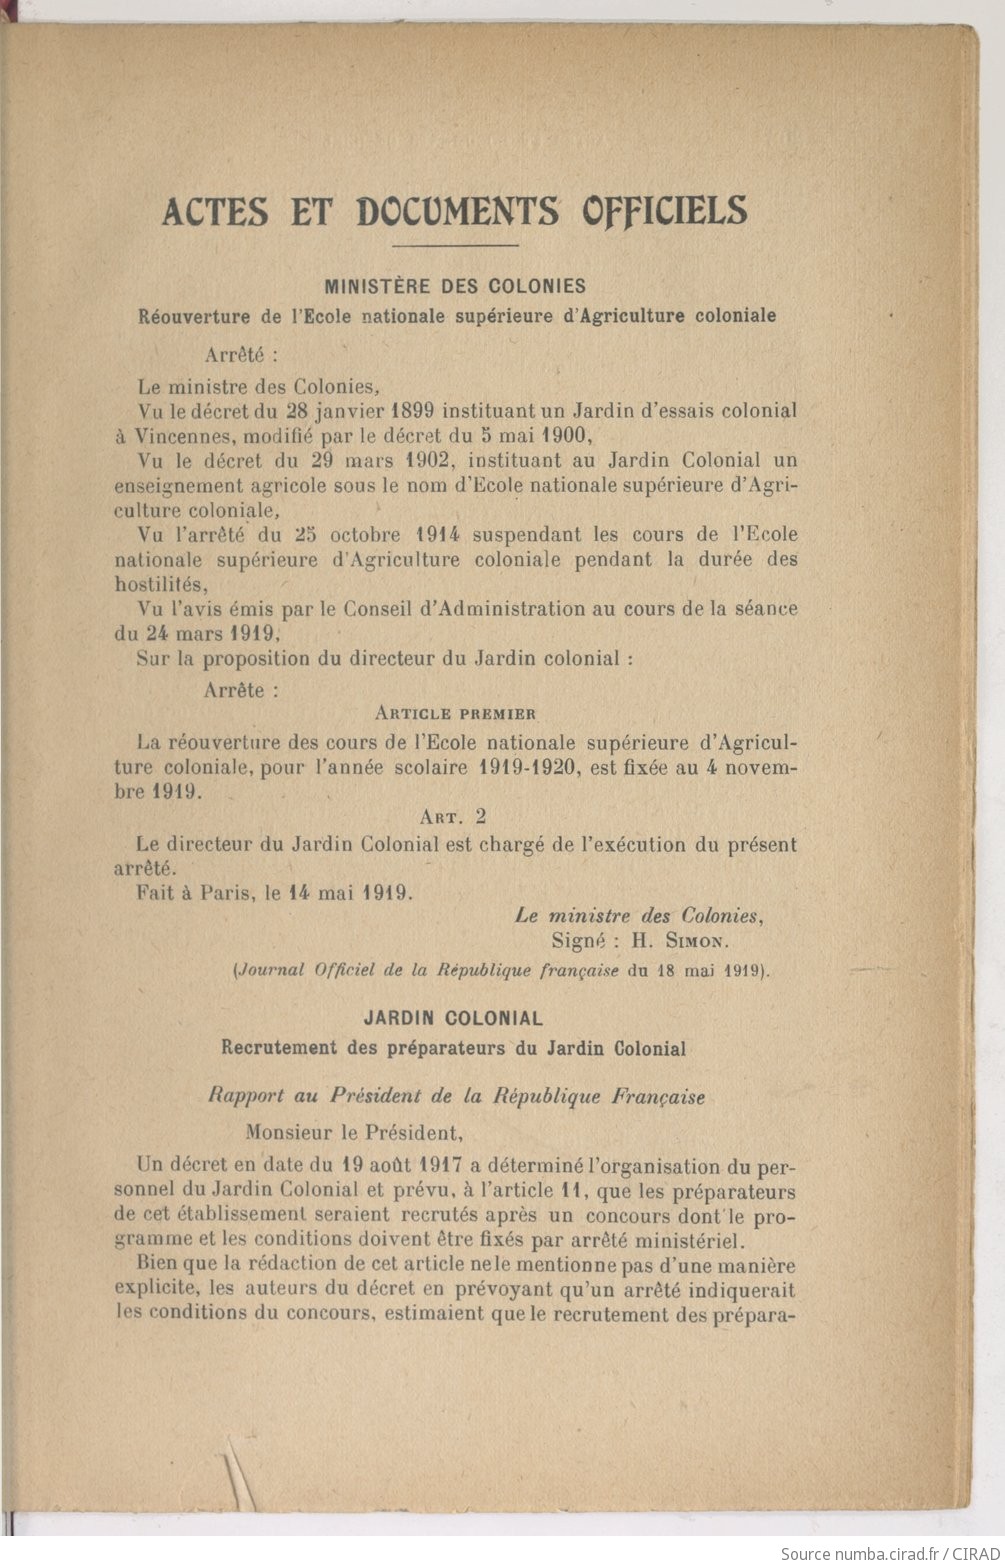 ACTES ET DOCUMENTS OFFICIELS
MINISTÈRE DES COLONIES
Réouverture de l'Ecole nationale supérieure d'Agriculture coloniale
Arrêté :
Le ministre des Colonies,
Vu le décret du 28 janvier 1899 instituant un Jardin d'essais colonial
à Vincennes, modifié par le décret du 5 mai 1900,
Vu le décret du 29 mars 1902, instituant au Jardin Colonial un
enseignement agricole sous le nom d'Ecole nationale supérieure d'Agri-
culture coloniale,
Vu l'arrêté du 25 octobre 1914 suspendant les cours de l'Ecole
nationale supérieure d'Agriculture coloniale pendant la durée des
hostilités,
Vu l'avis émis par le Conseil d'Administration au cours de la séance
du 24 mars 1919,
Sur la proposition du directeur du Jardin colonial :
Arrête :
ARTICLE PREMIER
La réouverture des cours de l'Ecole nationale supérieure d'Agricul-
ture coloniale, pour l'année scolaire 1919-1920, est fixée au 4 novem-
bre 1919.
ART. 2
Le directeur du Jardin Colonial est chargé de l'exécution du présent
arrêté.
Fait à Paris, le 14 mai 1919.
Le ministre des Colonies,
Signé : H. SIMON.
(Journal Officiel de la République française du 18 mai 1919).
JARDIN COLONIAL
Recrutement des préparateurs du Jardin Colonial
Rapport au Président de la République Française
Monsieur le Président,
Un décret en date du 19 août 1917 a déterminé l'organisation du per-
sonnel du Jardin Colonial et prévu, à l'article 11, que les préparateurs
de cet établissement seraient recrutés après un concours dont le pro-
gramme et les conditions doivent être fixés par arrêté ministériel.
Bien que la rédaction de cet article ne le mentionne pas d'une manière
explicite, les auteurs du décret en prévoyant qu'un arrêté indiquerait
les conditions du concours, estimaient que le recrutement des prépara-
Source numba.cirad.fr / CIRAD